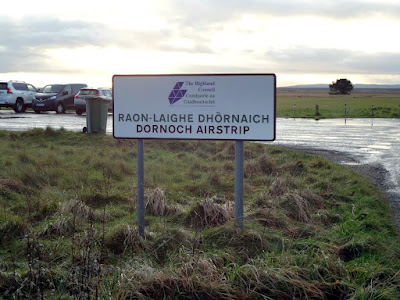 The Highland
Council
Comhairle na
Gàidhealtachd
RAON-LAIGHE DHÒRNAICH
DORNOCH AIRSTRIP